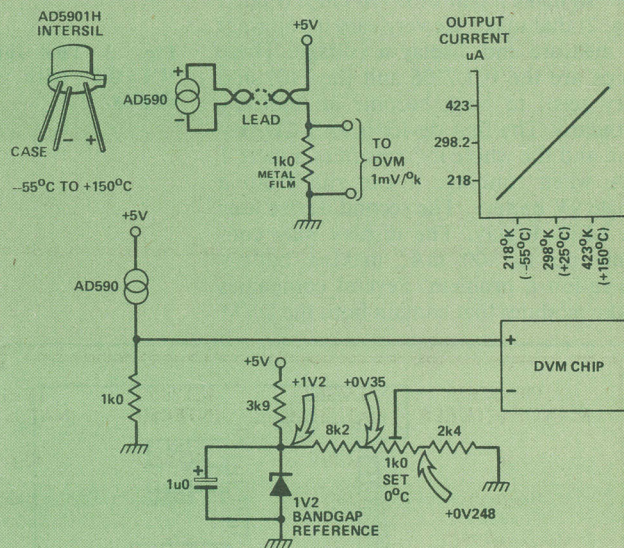 AD5901H
INTERSIL
CASE
−
+
--55°C TO +150°C
+5V
+
AD590
−
LEAD
1k0
METAL
FILM
TO
DVM
1mV/°k
OUTPUT
CURRENT
uA
423
298.2
218
218°K
(-55°C)
298°K
(+25°C)
423°K
(+150°C)
+5V
AD590
1k0
+
−
DVM CHIP
+5V
3k9
+1V2
+0V35
8k2
1k0
SET
0°C
2k4
+0V248
+
1u0
1V2
BANDGAP
REFERENCE